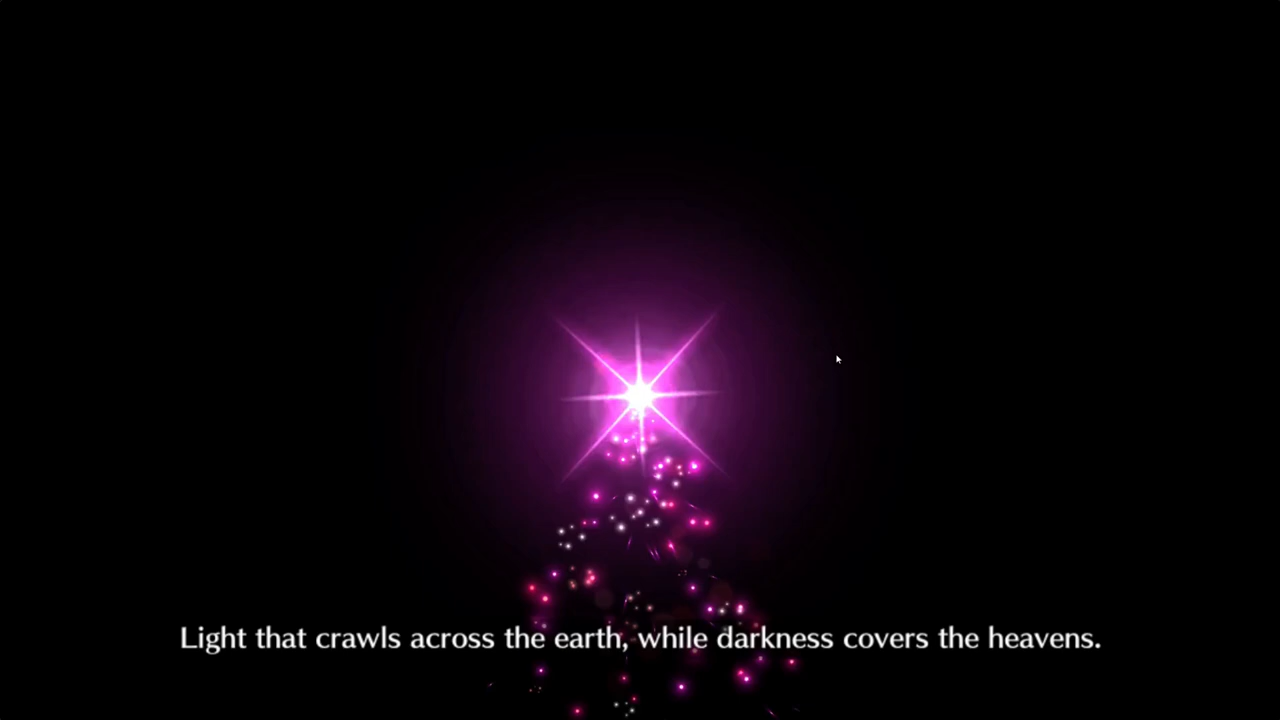 Light that crawls across the earth, while darkness covers the heavens.